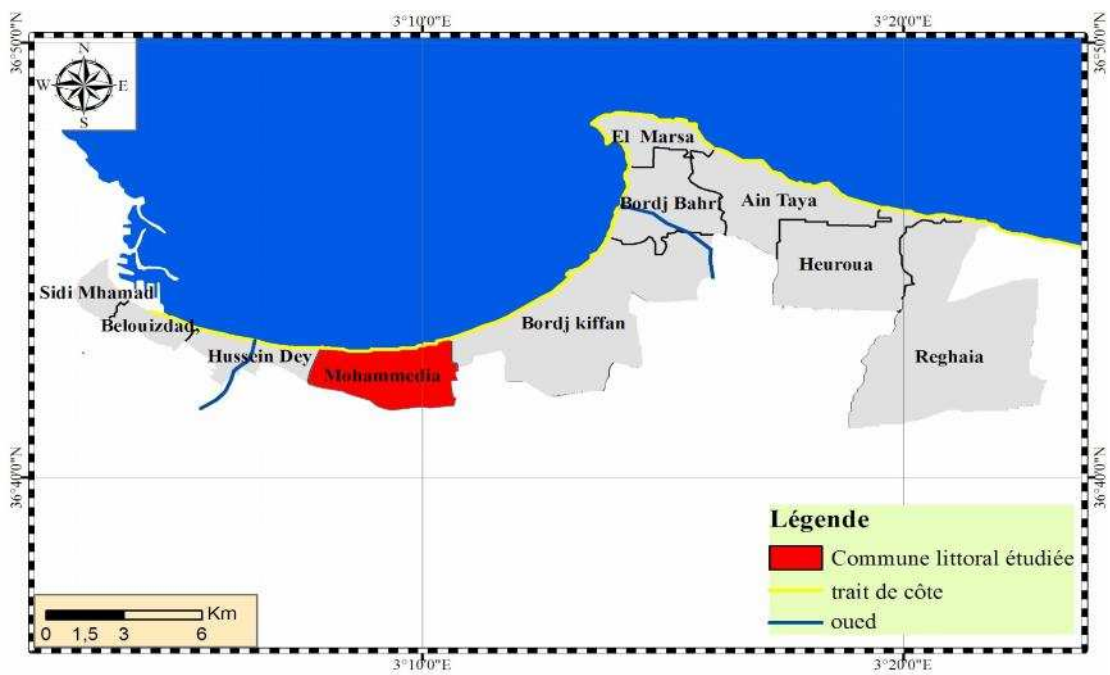 3°10'0"E 3°20'0"E
36°50'0"N 36°50'0"N
N
W E
S
El Marsa
Bordj Bahri
Ain Taya
Heuroua
Sidi Mhamad
Belouizdad
Bordj kiffan
Hussein Dey
Mohammedia
Reghaia
36°40'0"N 36°40'0"N
Légende
Commune littoral étudiée
trait de côte
oued
Km
0 1,5 3 6
3°10'0"E 3°20'0"E